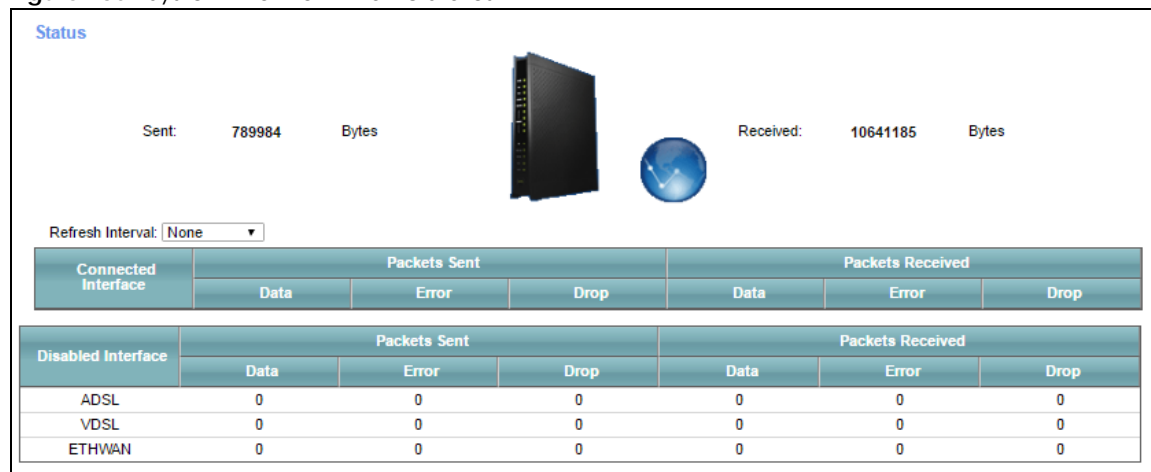 Status
Sent: 789984 Bytes
Received: 10641185 Bytes
Refresh Interval: None
Connected Interface Packets Sent Packets Received
Data Error Drop Data Error Drop
Disabled Interface Packets Sent Packets Received
Data Error Drop Data Error Drop
ADSL 0 0 0 0 0 0
VDSL 0 0 0 0 0 0
ETHWAN 0 0 0 0 0 0